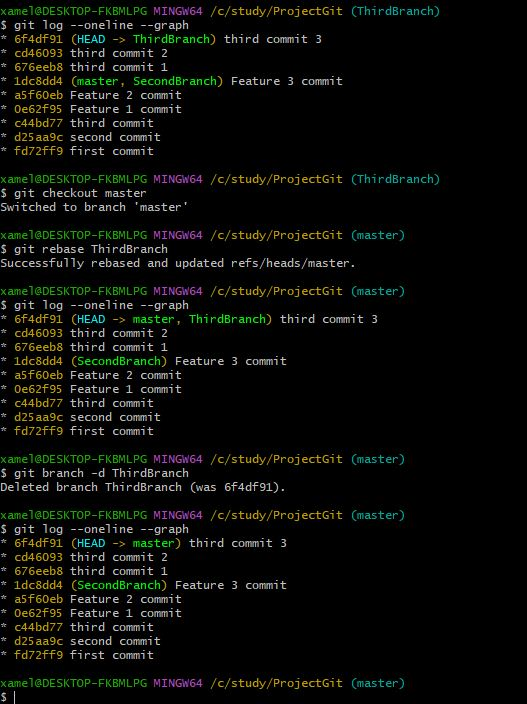 xamel@DESKTOP-FKBMLPG MINGW64 /c/study/ProjectGit (ThirdBranch)
$ git log --oneline --graph
* 6f4df91 (HEAD -> ThirdBranch) third commit 3
* cd46093 third commit 2
* 676eeb8 third commit 1
* 1dc8dd4 (master, SecondBranch) Feature 3 commit
* a5f60eb Feature 2 commit
* 0e62f95 Feature 1 commit
* c44bd77 third commit
* d25aa9c second commit
* fd72ff9 first commit
xamel@DESKTOP-FKBMLPG MINGW64 /c/study/ProjectGit (ThirdBranch)
$ git checkout master
Switched to branch 'master'
xamel@DESKTOP-FKBMLPG MINGW64 /c/study/ProjectGit (master)
$ git rebase ThirdBranch
Successfully rebased and updated refs/heads/master.
xamel@DESKTOP-FKBMLPG MINGW64 /c/study/ProjectGit (master)
$ git log --oneline --graph
* 6f4df91 (HEAD -> master, ThirdBranch) third commit 3
* cd46093 third commit 2
* 676eeb8 third commit 1
* 1dc8dd4 (SecondBranch) Feature 3 commit
* a5f60eb Feature 2 commit
* 0e62f95 Feature 1 commit
* c44bd77 third commit
* d25aa9c second commit
* fd72ff9 first commit
xamel@DESKTOP-FKBMLPG MINGW64 /c/study/ProjectGit (master)
$ git branch -d ThirdBranch
Deleted branch ThirdBranch (was 6f4df91).
xamel@DESKTOP-FKBMLPG MINGW64 /c/study/ProjectGit (master)
$ git log --oneline --graph
* 6f4df91 (HEAD -> master) third commit 3
* cd46093 third commit 2
* 676eeb8 third commit 1
* 1dc8dd4 (SecondBranch) Feature 3 commit
* a5f60eb Feature 2 commit
* 0e62f95 Feature 1 commit
* c44bd77 third commit
* d25aa9c second commit
* fd72ff9 first commit
xamel@DESKTOP-FKBMLPG MINGW64 /c/study/ProjectGit (master)
$